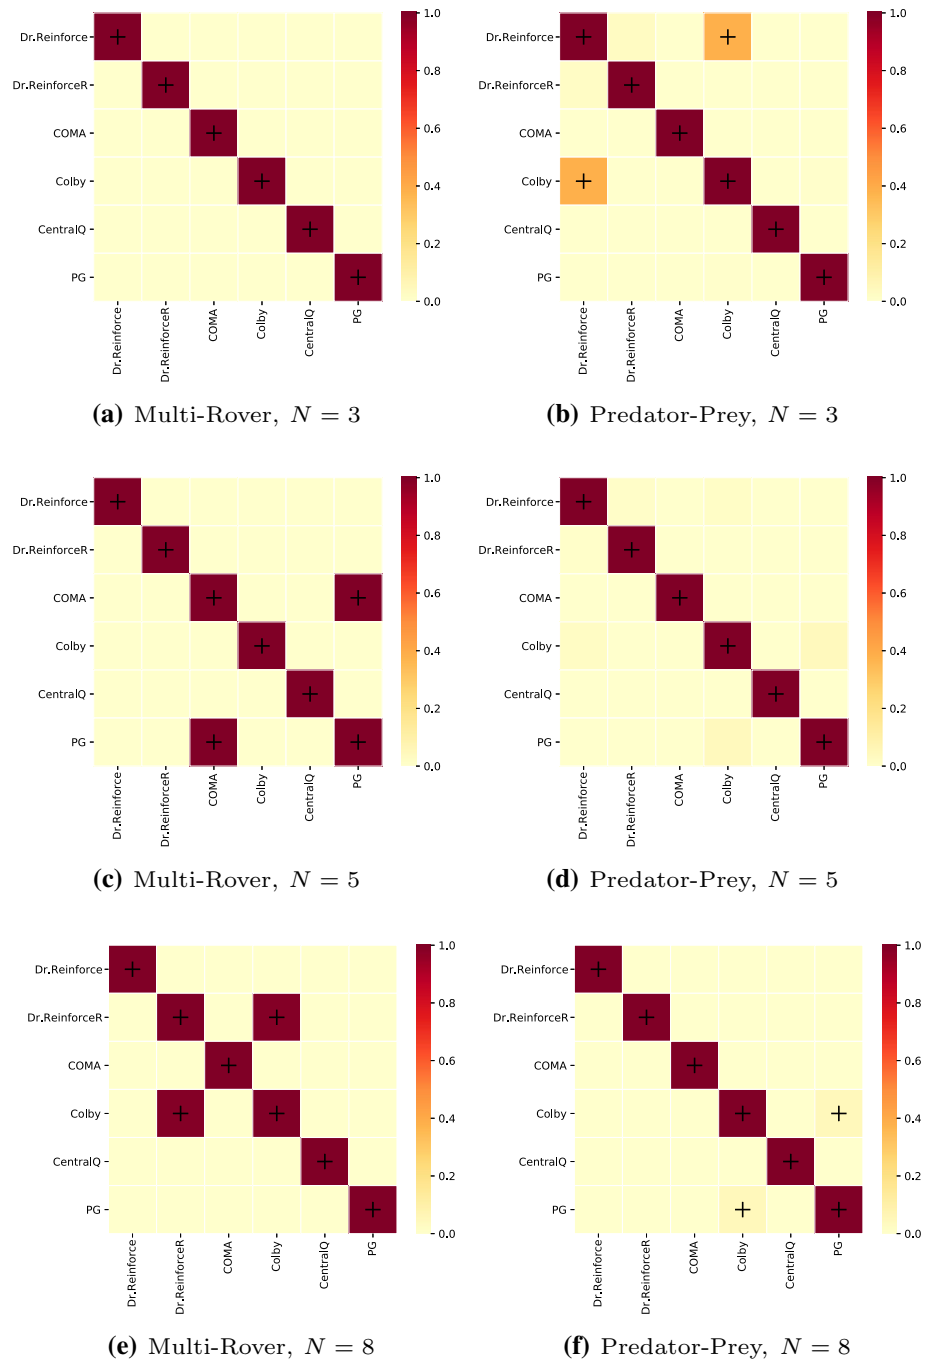 1.0
Dr.Reinforce
Dr.ReinforceR
0.8
COMA
0.6
Colby
0.4
CentralQ
0.2
PG
0.0
Dr.Reinforce
Dr.ReinforceR
COMA
Colby
CentralQ
PG
(a) Multi-Rover, N = 3
1.0
Dr.Reinforce
Dr.ReinforceR
0.8
COMA
0.6
Colby
0.4
CentralQ
0.2
PG
0.0
Dr.Reinforce
Dr.ReinforceR
COMA
Colby
CentralQ
PG
(b) Predator-Prey, N = 3
1.0
Dr.Reinforce
Dr.ReinforceR
0.8
COMA
0.6
Colby
0.4
CentralQ
0.2
PG
0.0
Dr.Reinforce
Dr.ReinforceR
COMA
Colby
CentralQ
PG
(c) Multi-Rover, N = 5
1.0
Dr.Reinforce
Dr.ReinforceR
0.8
COMA
0.6
Colby
0.4
CentralQ
0.2
PG
0.0
Dr.Reinforce
Dr.ReinforceR
COMA
Colby
CentralQ
PG
(d) Predator-Prey, N = 5
1.0
Dr.Reinforce
Dr.ReinforceR
0.8
COMA
0.6
Colby
0.4
CentralQ
0.2
PG
0.0
Dr.Reinforce
Dr.ReinforceR
COMA
Colby
CentralQ
PG
(e) Multi-Rover, N = 8
1.0
Dr.Reinforce
Dr.ReinforceR
0.8
COMA
0.6
Colby
0.4
CentralQ
0.2
PG
0.0
Dr.Reinforce
Dr.ReinforceR
COMA
Colby
CentralQ
PG
(f) Predator-Prey, N = 8